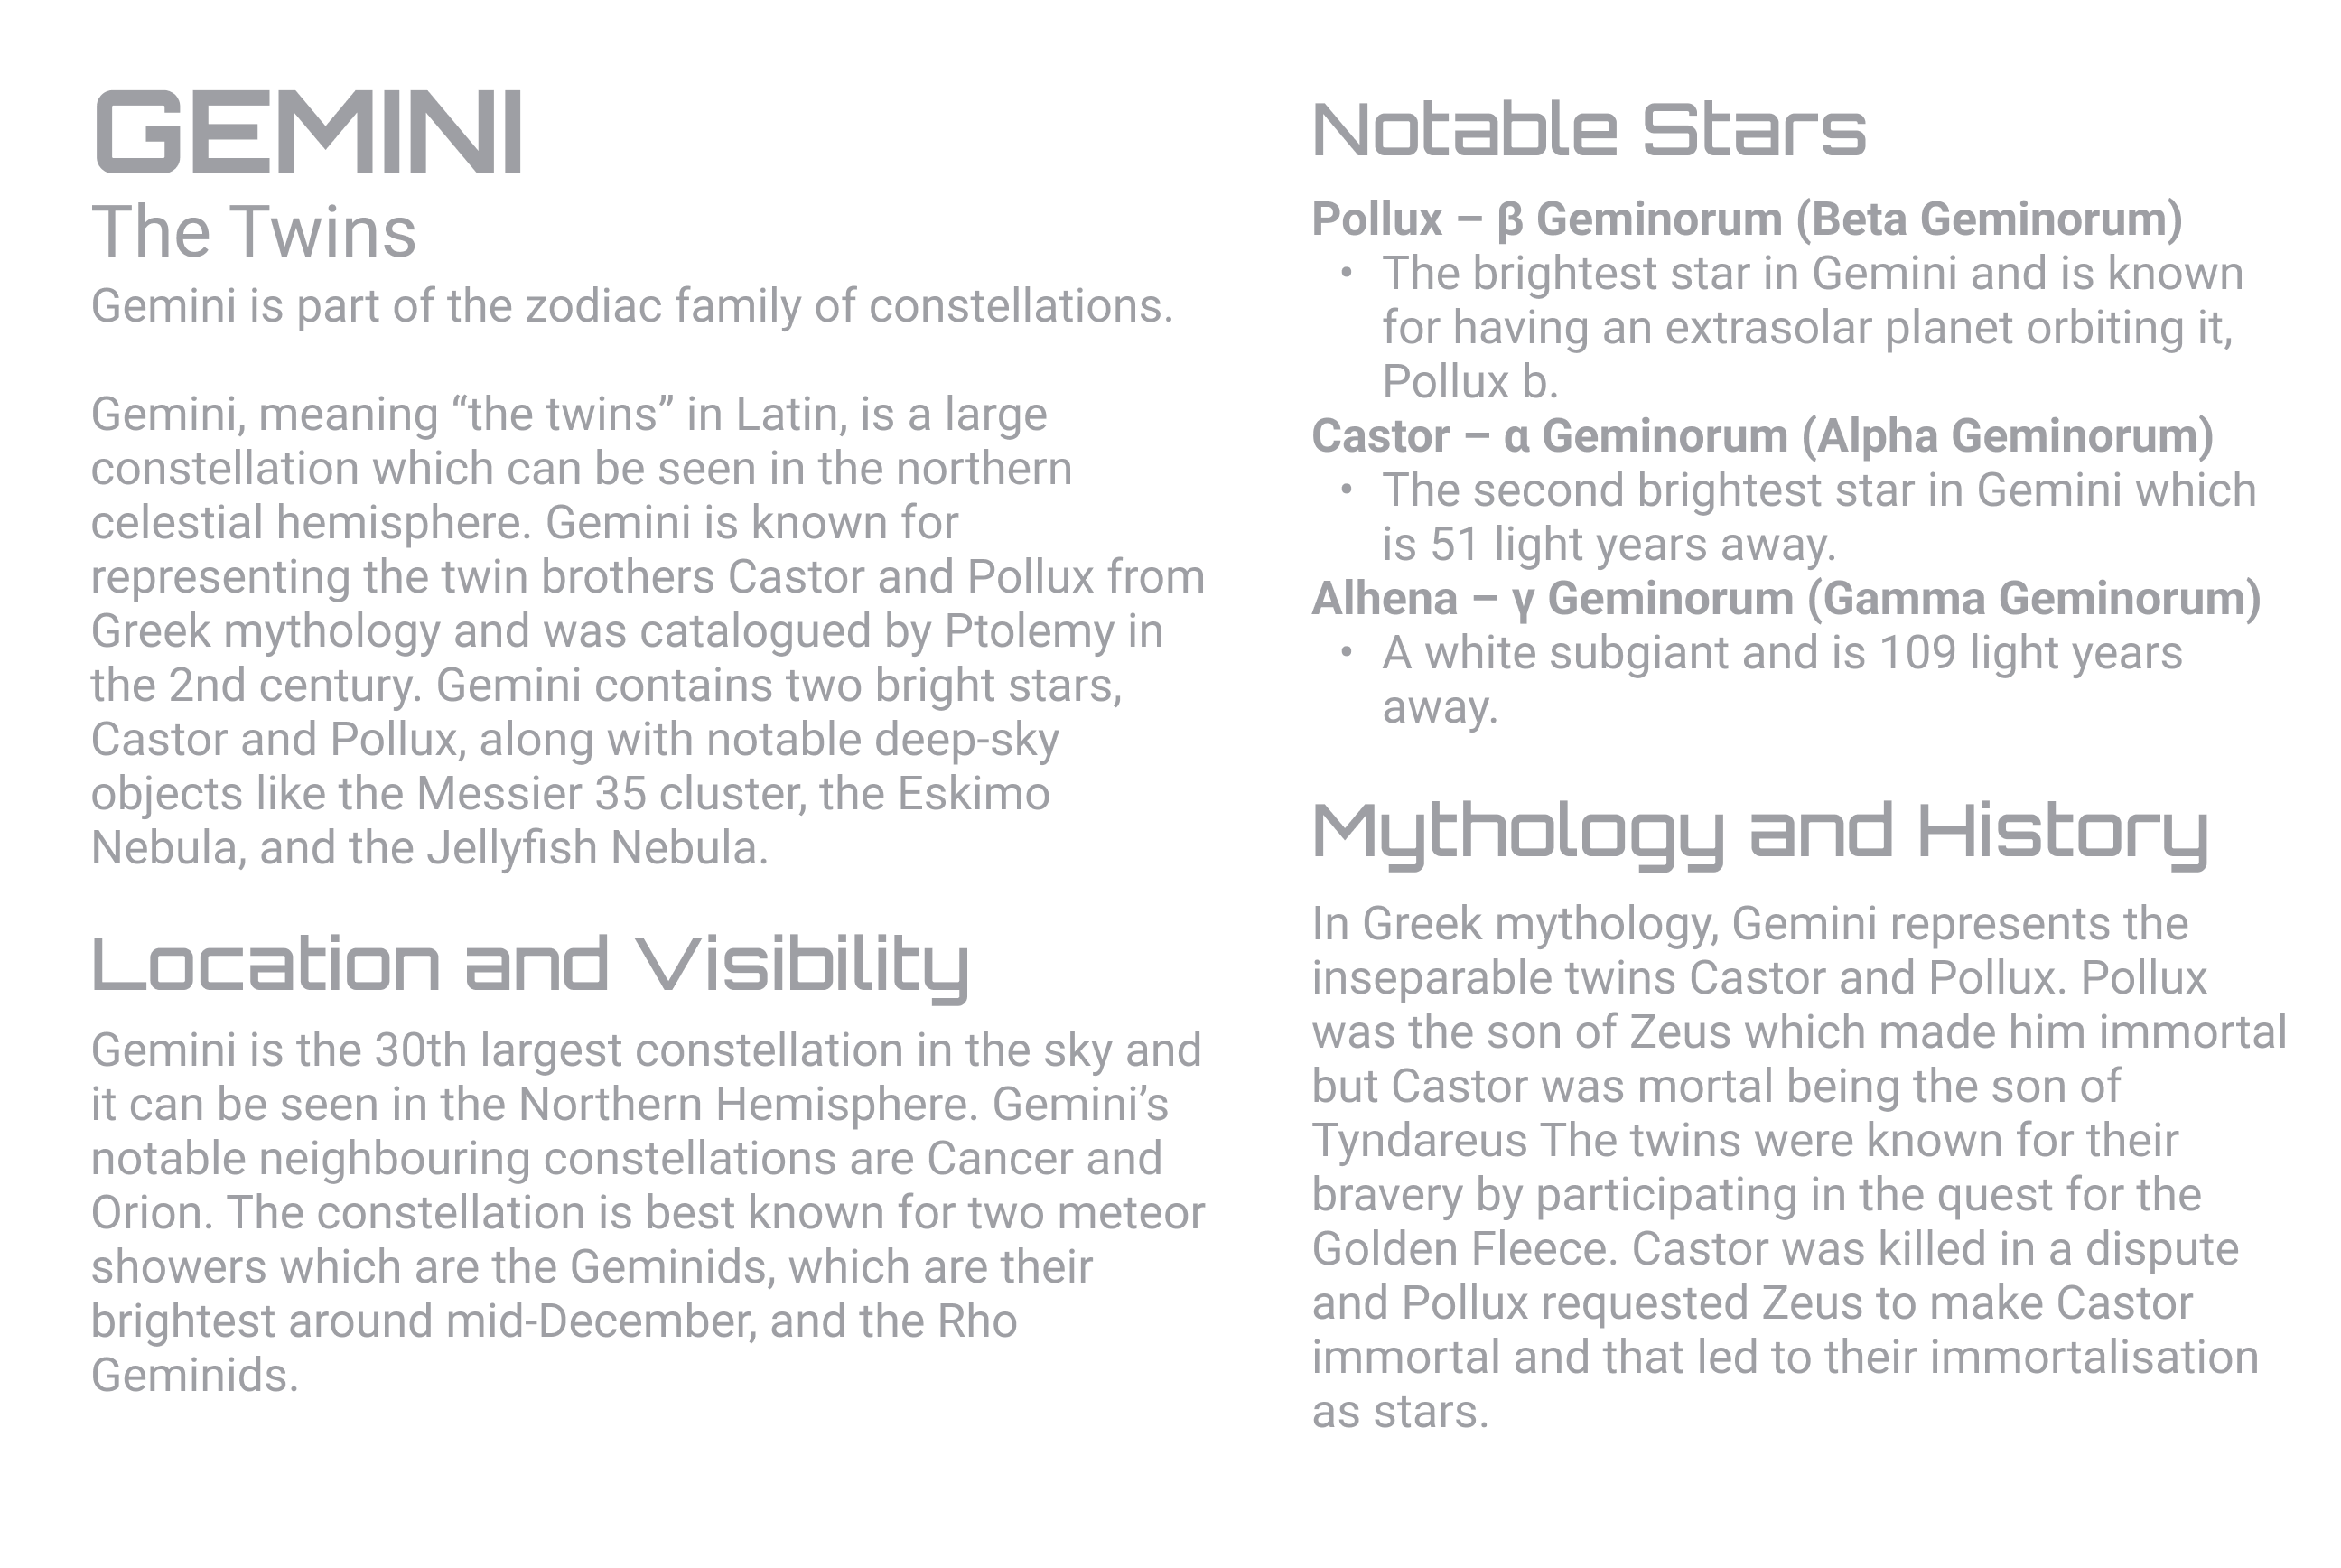 GEMINI
The Twins
Gemini is part of the zodiac family of constellations.
Gemini, meaning “the twins” in Latin, is a large
constellation which can be seen in the northern
celestial hemisphere. Gemini is known for
representing the twin brothers Castor and Pollux from
Greek mythology and was catalogued by Ptolemy in
the 2nd century. Gemini contains two bright stars,
Castor and Pollux, along with notable deep-sky
objects like the Messier 35 cluster, the Eskimo
Nebula, and the Jellyfish Nebula.
Location and Visibility
Gemini is the 30th largest constellation in the sky and
it can be seen in the Northern Hemisphere. Gemini’s
notable neighbouring constellations are Cancer and
Orion. The constellation is best known for two meteor
showers which are the Geminids, which are their
brightest around mid-December, and the Rho
Geminids.
Notable Stars
Pollux – β Geminorum (Beta Geminorum)
• The brightest star in Gemini and is known
for having an extrasolar planet orbiting it,
Pollux b.
Castor – α Geminorum (Alpha Geminorum)
• The second brightest star in Gemini which
is 51 light years away.
Alhena – γ Geminorum (Gamma Geminorum)
• A white subgiant and is 109 light years
away.
Mythology and History
In Greek mythology, Gemini represents the
inseparable twins Castor and Pollux. Pollux
was the son of Zeus which made him immortal
but Castor was mortal being the son of
Tyndareus The twins were known for their
bravery by participating in the quest for the
Golden Fleece. Castor was killed in a dispute
and Pollux requested Zeus to make Castor
immortal and that led to their immortalisation
as stars.